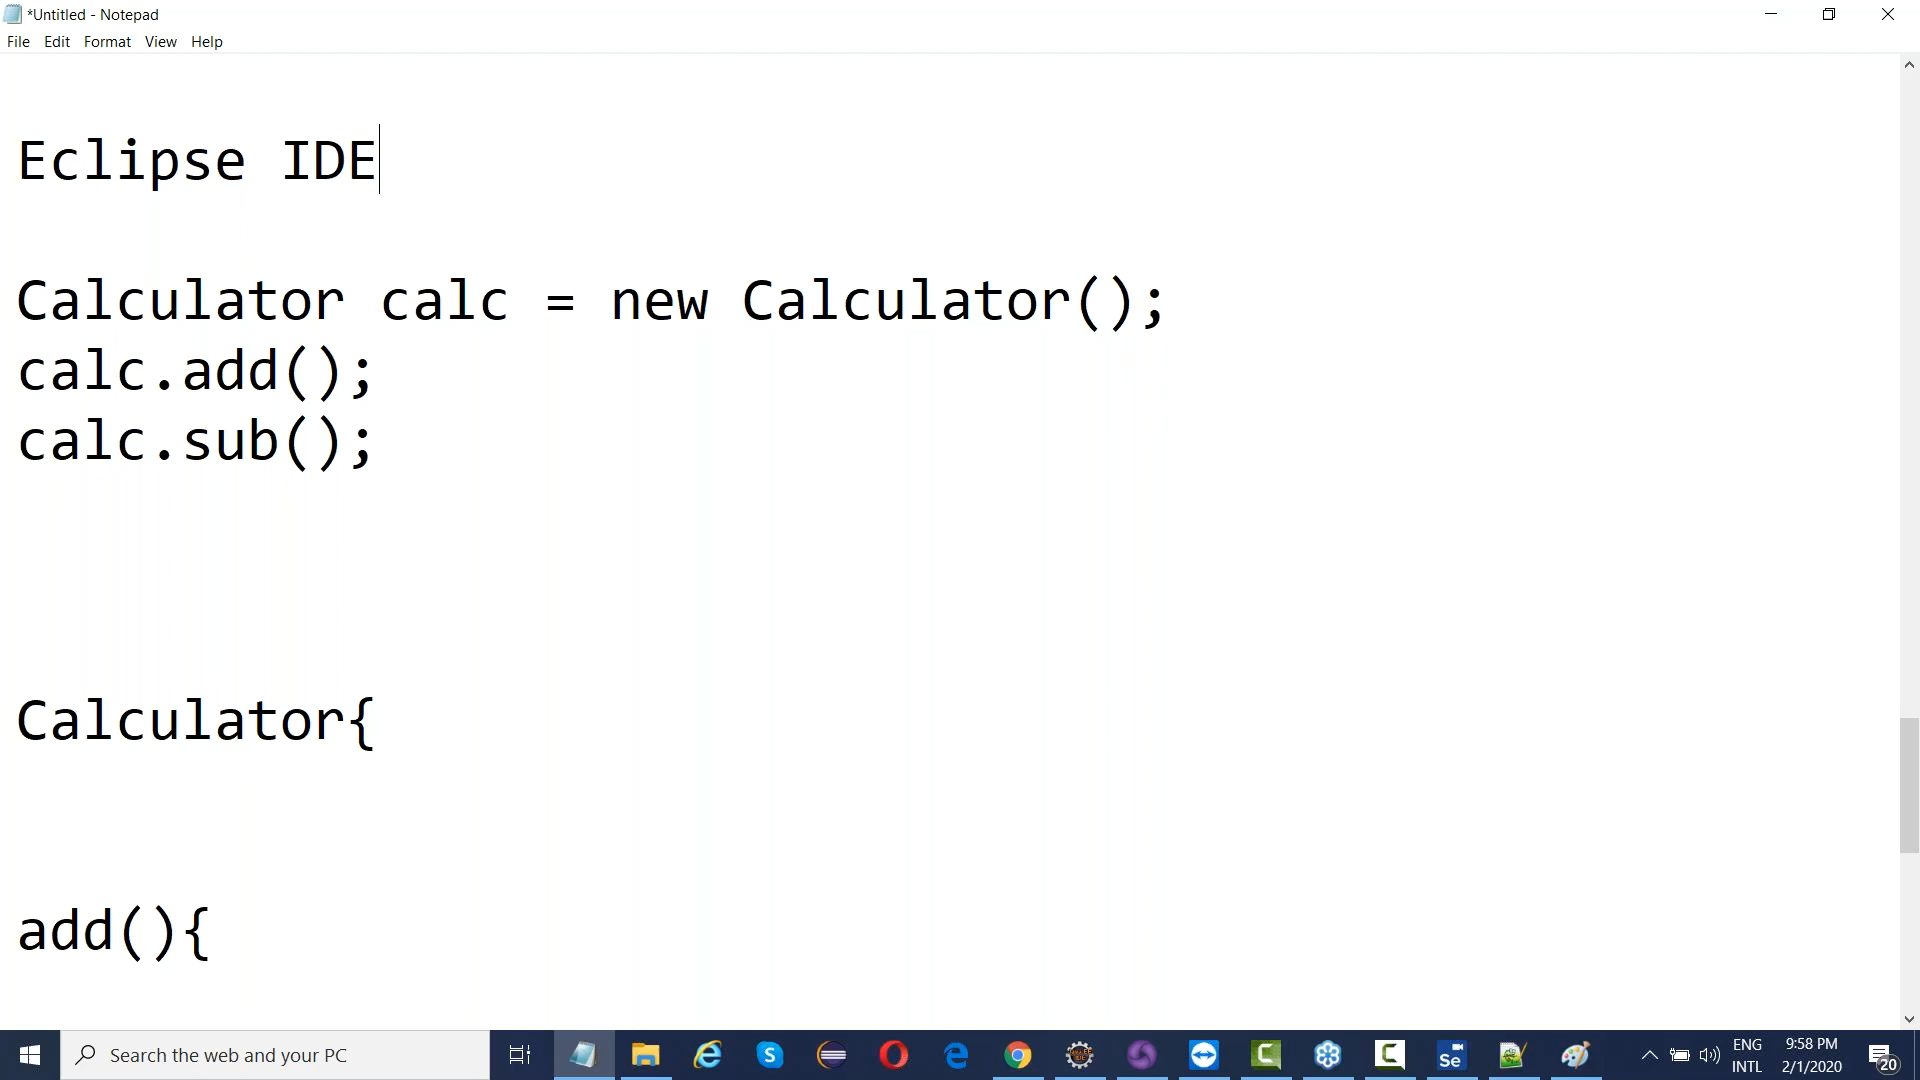 *Untitled - Notepad
File Edit Format View Help
Eclipse IDE
Calculator calc = new Calculator();
calc.add();
calc.sub();
Calculator{
add(){
Search the web and your PC
ENG
INTL
9:58 PM
2/1/2020
20
Se